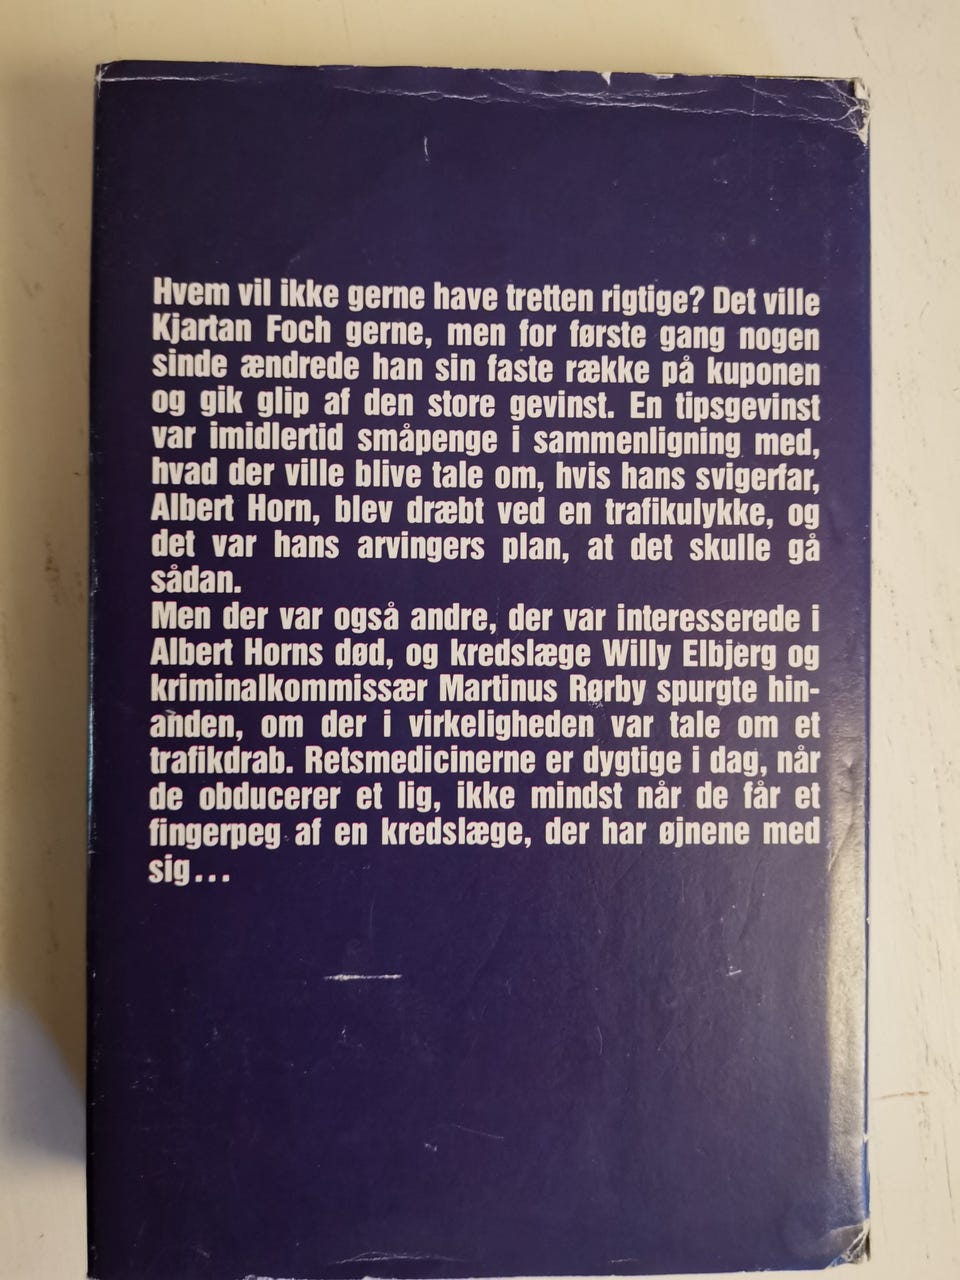 Hvem vil ikke gerne have tretten rigtige? Det ville
Kjartan Foch gerne, men for første gang nogen
sinde ændrede han sin faste række på kuponen
og gik glip af den store gevinst. En tipsgevinst
var imidlertid småpenge i sammenligning med,
hvad der ville blive tale om, hvis hans svigerfar,
Albert Horn, blev dræbt ved en trafikulykke, og
det var hans arvingers plan, at det skulle gå
sådan.
Men der var også andre, der var interesserede i
Albert Horns død, og kredslæge Willy Elbjerg og
kriminalkommissær Martinus Rørby spurgte hin-
anden, om der i virkeligheden var tale om et
trafikdrab. Retsmedicinerne er dygtige i dag, når
de obducerer et lig, ikke mindst når de får et
fingerpeg af en kredslæge, der har øjnene med
sig...